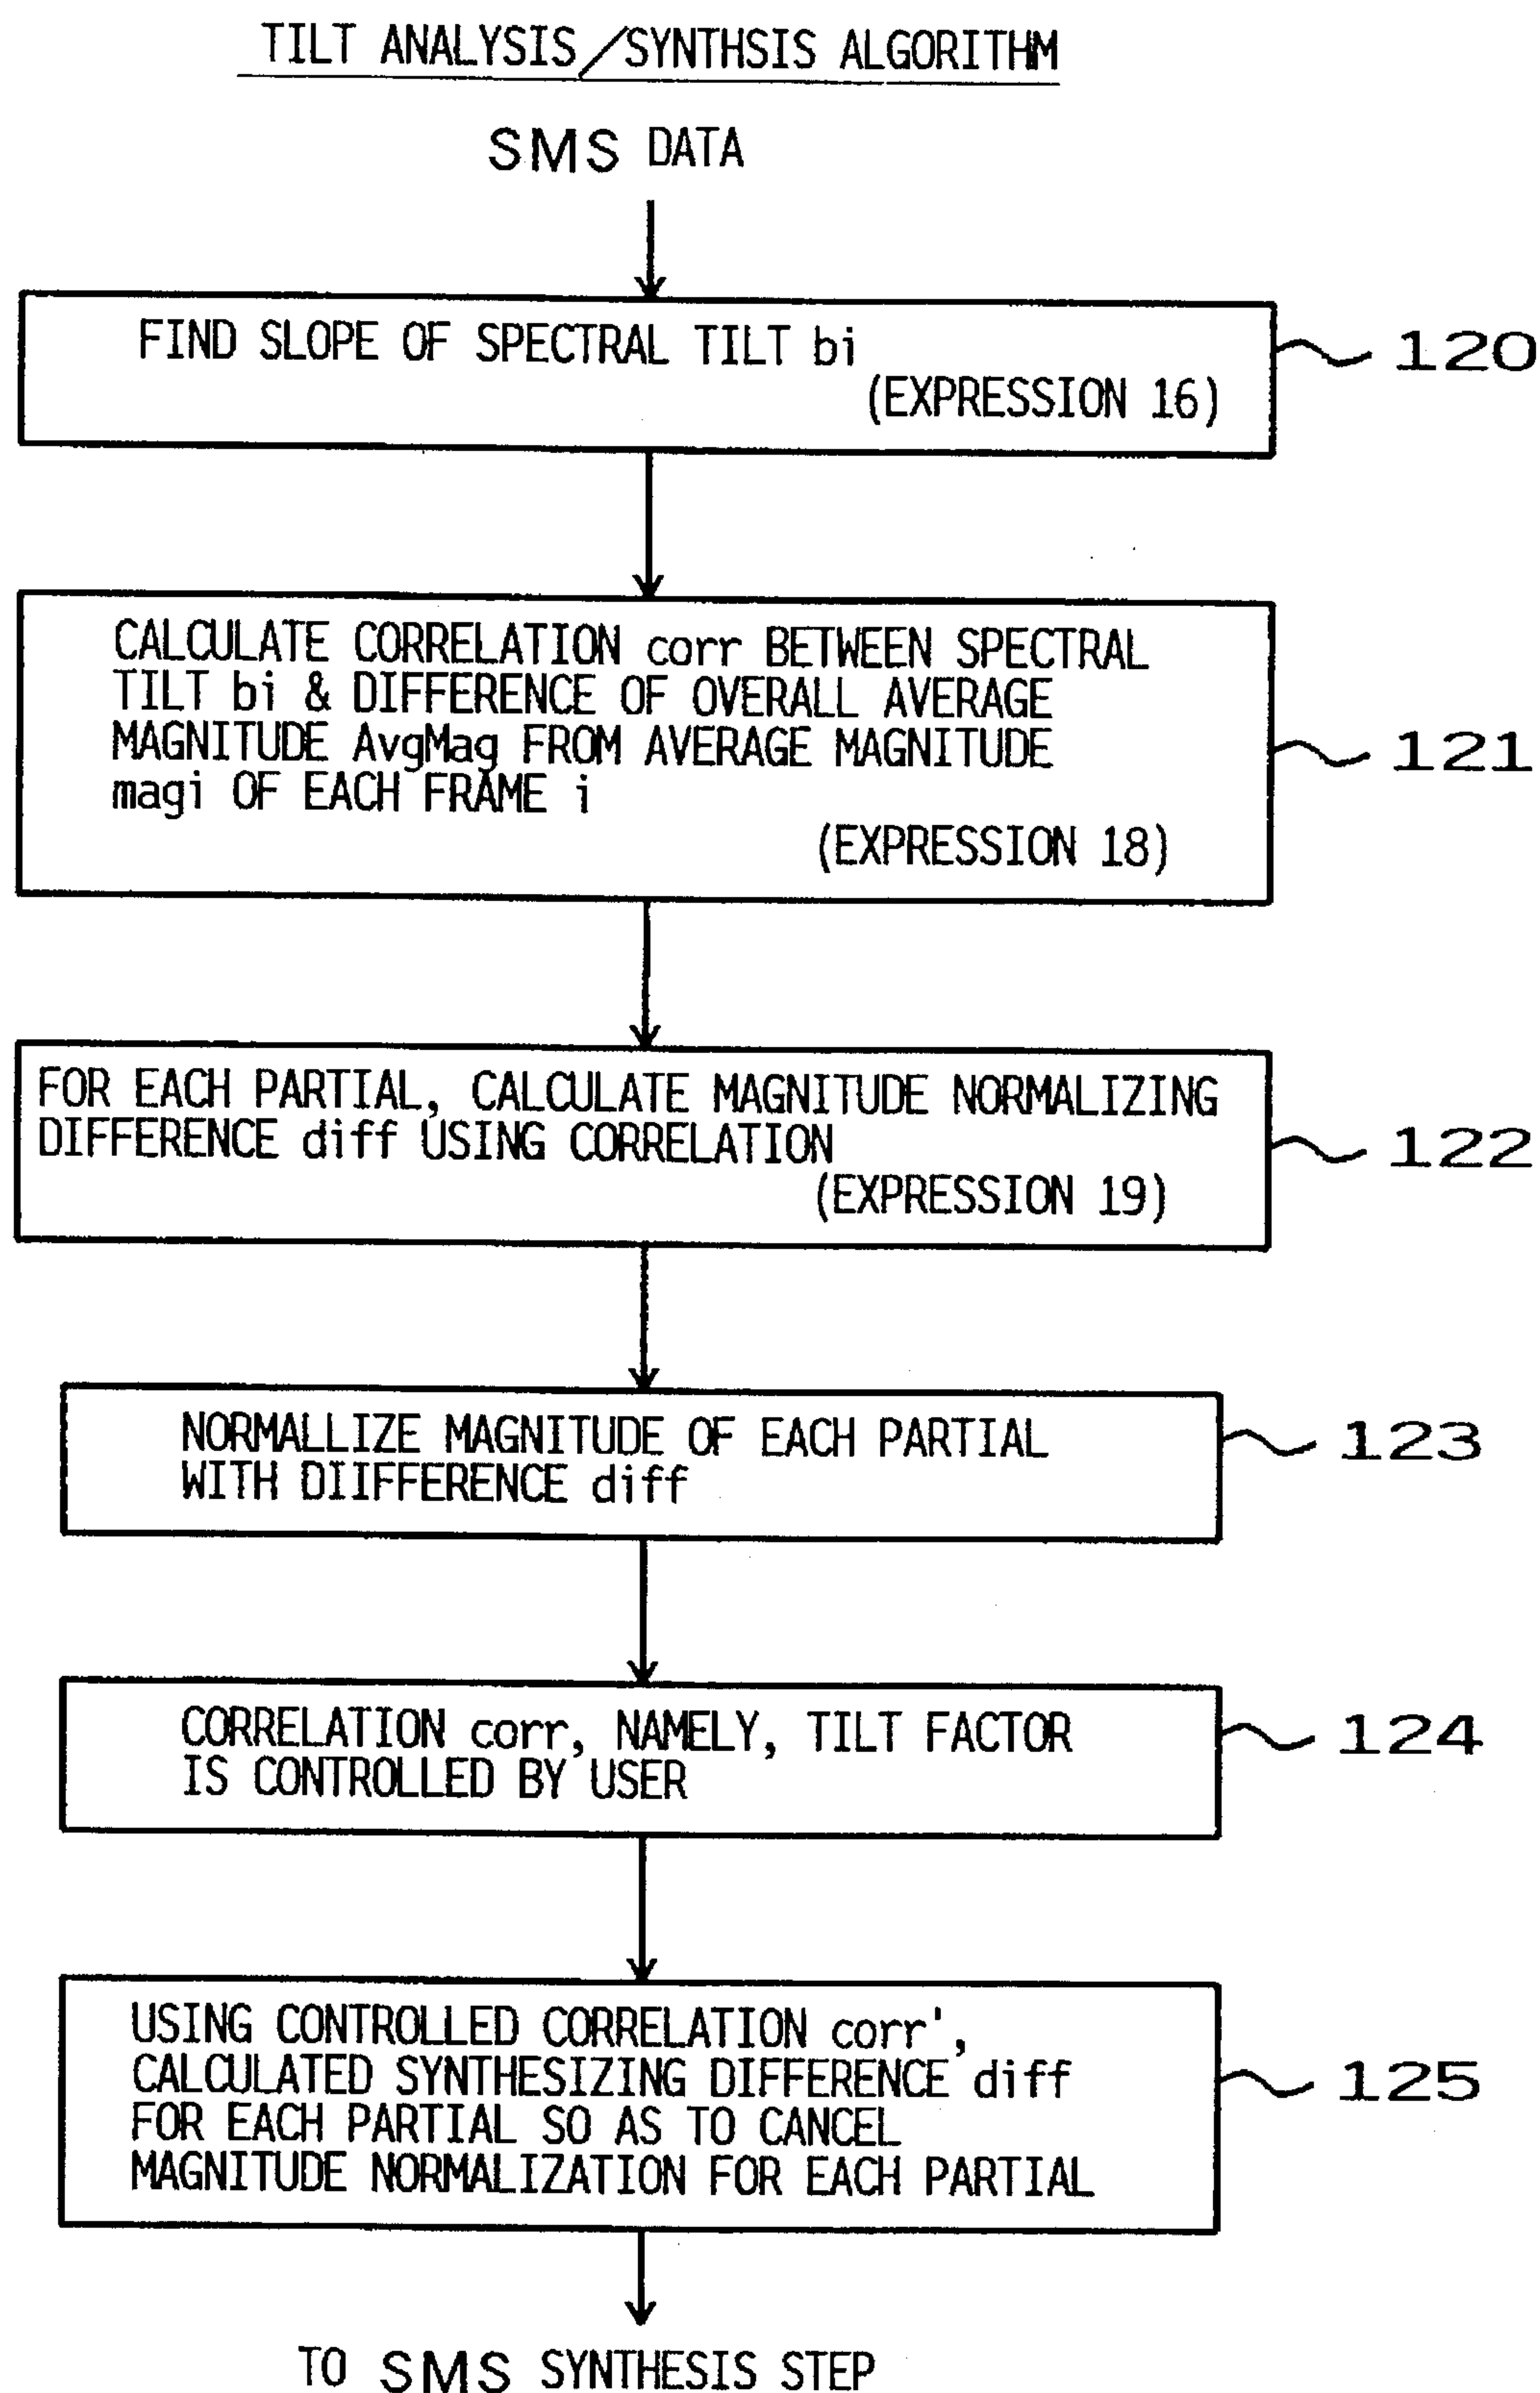 TILT ANALYSIS/SYNTHSIS ALGORITHM
SMS DATA
FIND SLOPE OF SPECTRAL TILT bi
(EXPRESSION 16)
120
CALCULATE CORRELATION corr BETWEEN SPECTRAL
TILT bi & DIFFERENCE OF OVERALL AVERAGE
MAGNITUDE AvgMag FROM AVERAGE MAGNITUDE
magi OF EACH FRAME i
(EXPRESSION 18)
121
FOR EACH PARTIAL, CALCULATE MAGNITUDE NORMALIZING
DIFFERENCE diff USING CORRELATION
(EXPRESSION 19)
122
NORMALLIZE MAGNITUDE OF EACH PARTIAL
WITH DIIFFERENCE diff
123
CORRELATION corr, NAMELY, TILT FACTOR
IS CONTROLLED BY USER
124
USING CONTROLLED CORRELATION corr',
CALCULATED SYNTHESIZING DIFFERENCE diff
FOR EACH PARTIAL SO AS TO CANCEL
MAGNITUDE NORMALIZATION FOR EACH PARTIAL
125
TO SMS SYNTHESIS STEP